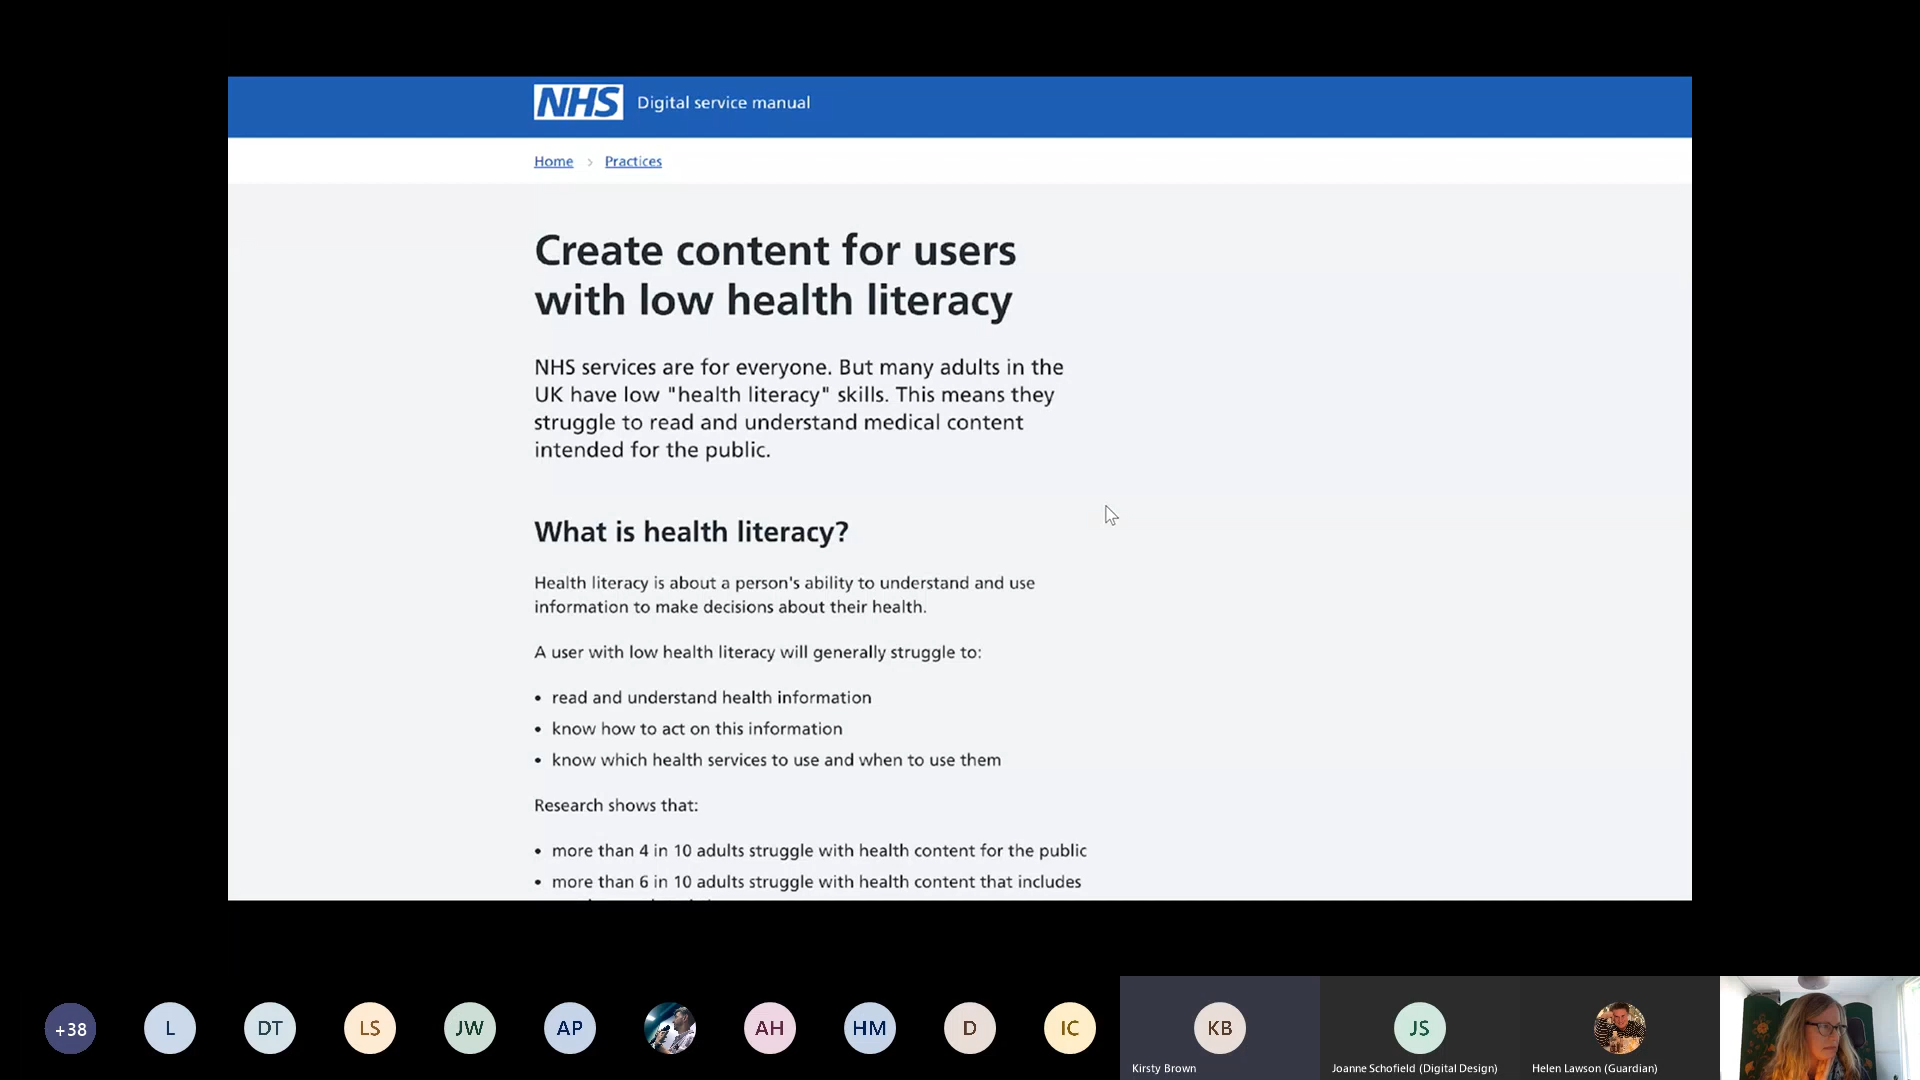 NHS Digital service manual
Home > Practices
Create content for users
with low health literacy
NHS services are for everyone. But many adults in the
UK have low "health literacy" skills. This means they
struggle to read and understand medical content
intended for the public.
What is health literacy?
Health literacy is about a person's ability to understand and use
information to make decisions about their health.
A user with low health literacy will generally struggle to:
• read and understand health information
• know how to act on this information
• know which health services to use and when to use them
Research shows that:
• more than 4 in 10 adults struggle with health content for the public
• more than 6 in 10 adults struggle with health content that includes
+38 L DT LS JW AP AH HM D IC KB JS
Kirsty Brown Joanne Schofield (Digital Design) Helen Lawson (Guardian)